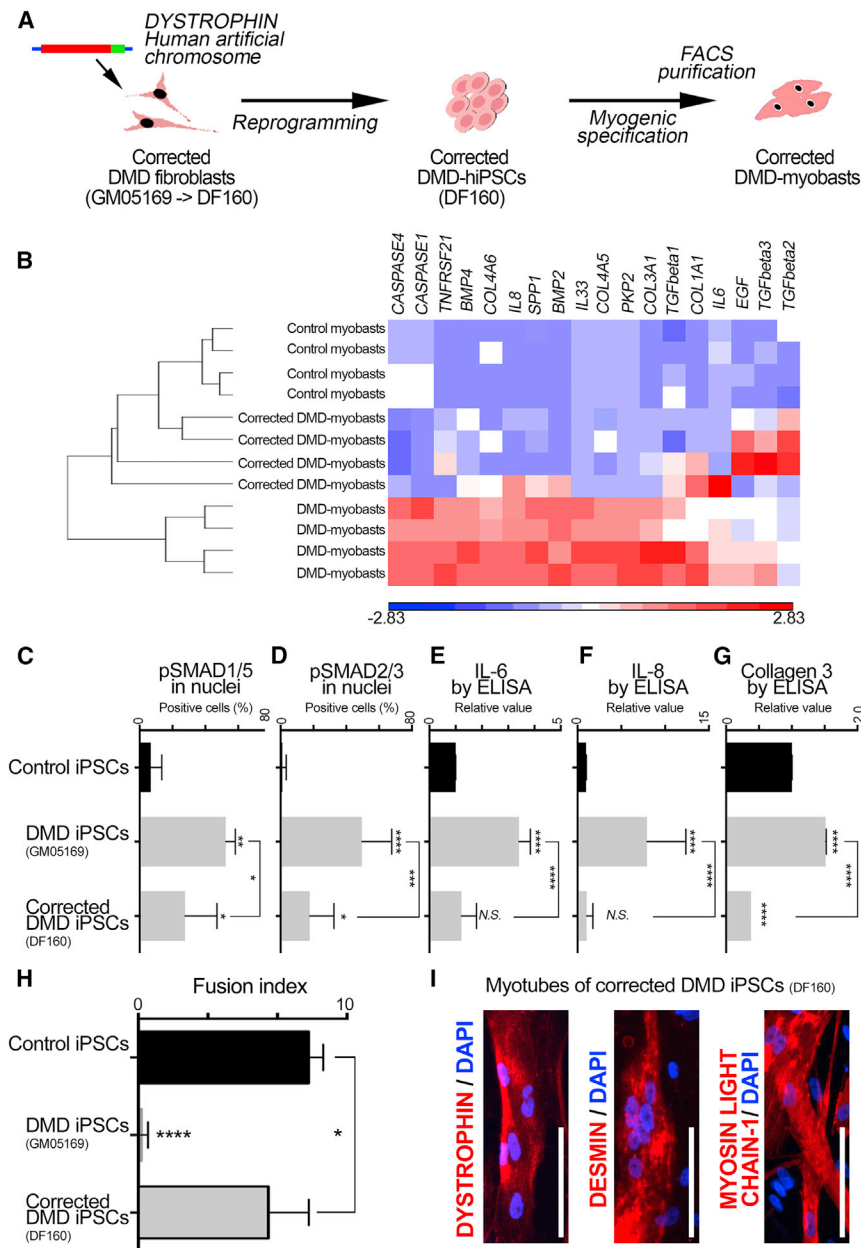 A
DYSTROPHIN
Human artificial
chromosome
Reprogramming
FACS
purification
Myogenic
specification
Corrected
DMD fibroblasts
(GM05169 -> DF160)
Corrected
DMD-hiPSCs
(DF160)
Corrected
DMD-myobasts
B
CASPASE4
CASPASE1
TNFRSF21
BMP4
COL4A6
IL8
SPP1
BMP2
IL33
COL4A5
PKP2
COL3A1
TGFbeta1
COL1A1
IL6
EGF
TGFbeta3
TGFbeta2
Control myobasts
Control myobasts
Control myobasts
Control myobasts
Corrected DMD-myobasts
Corrected DMD-myobasts
Corrected DMD-myobasts
Corrected DMD-myobasts
DMD-myobasts
DMD-myobasts
DMD-myobasts
DMD-myobasts
-2.83 2.83
C
pSMAD1/5
in nuclei
Positive cells (%)
0 80
D
pSMAD2/3
in nuclei
Positive cells (%)
0 80
E
IL-6
by ELISA
Relative value
0 5
F
IL-8
by ELISA
Relative value
0 15
G
Collagen 3
by ELISA
Relative value
0 2.0
Control iPSCs
DMD iPSCs
(GM05169)
Corrected
DMD iPSCs
(DF160)
** * *
**** *** *
**** **** N.S.
**** **** N.S.
**** **** ****
H
Fusion index
0 10
Control iPSCs
DMD iPSCs
(GM05169)
Corrected
DMD iPSCs
(DF160)
****
*
I
Myotubes of corrected DMD iPSCs (DF160)
DYSTROPHIN / DAPI
DESMIN / DAPI
MYOSIN LIGHT
CHAIN-1/ DAPI